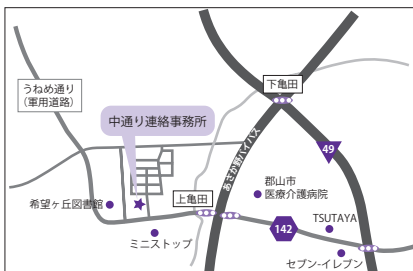 うねめ通り
（軍用道路）
中通り連絡事務所
下亀田
49
あさか野バイパス
郡山市
医療介護病院
上亀田
希望ヶ丘図書館
TSUTAYA
142
ミニストップ
セブン-イレブン